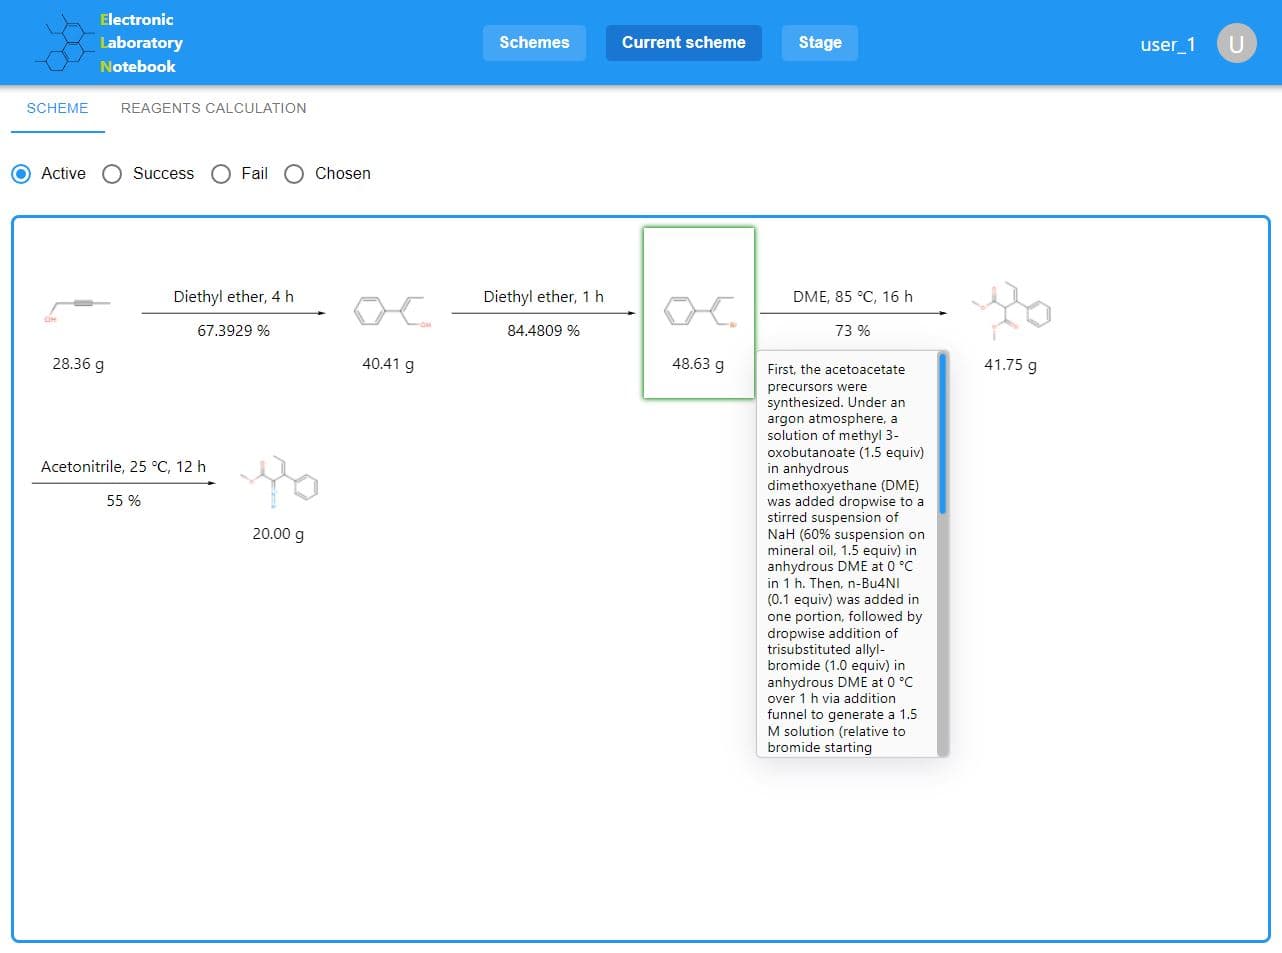 Electronic
Laboratory
Notebook
Schemes
Current scheme
Stage
user_1
U
SCHEME
REAGENTS CALCULATION
Active
Success
Fail
Chosen
Diethyl ether, 4 h
67.3929 %
Diethyl ether, 1 h
84.4809 %
DME, 85 °C, 16 h
73 %
OH
OH
Br
28.36 g
40.41 g
48.63 g
41.75 g
First, the acetoacetate
precursors were
synthesized. Under an
argon atmosphere, a
solution of methyl 3-
oxobutanoate (1.5 equiv)
in anhydrous
dimethoxyethane (DME)
was added dropwise to a
stirred suspension of
NaH (60% suspension on
mineral oil, 1.5 equiv) in
anhydrous DME at 0 °C
in 1 h. Then, n-Bu4NI
(0.1 equiv) was added in
one portion, followed by
dropwise addition of
trisubstituted allyl-
bromide (1.0 equiv) in
anhydrous DME at 0 °C
over 1 h via addition
funnel to generate a 1.5
M solution (relative to
bromide starting
Acetonitrile, 25 °C, 12 h
55 %
20.00 g